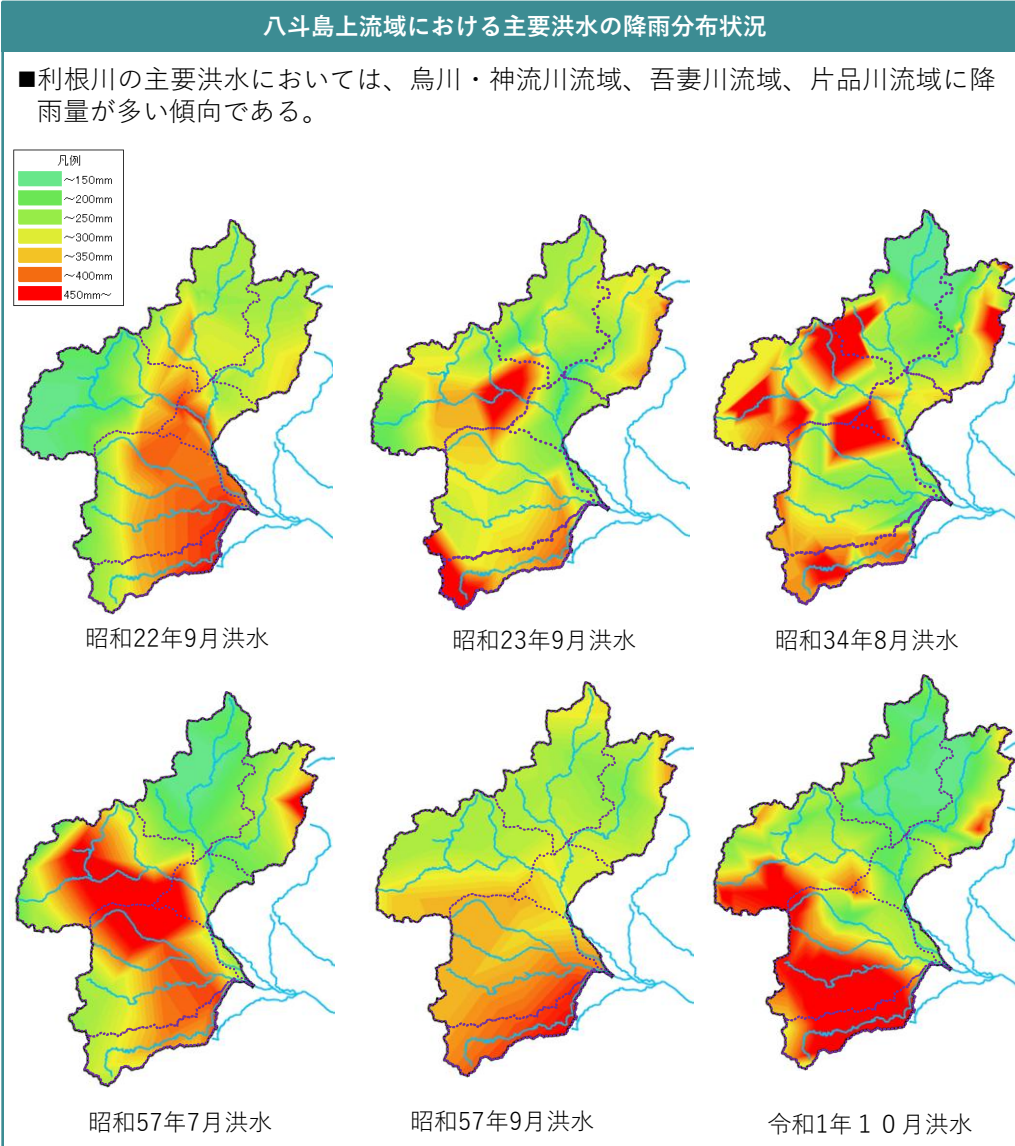 八斗島上流域における主要洪水の降雨分布状況
■利根川の主要洪水においては、烏川・神流川流域、吾妻川流域、片品川流域に降
雨量が多い傾向である。
凡例
～150mm
～200mm
～250mm
～300mm
～350mm
～400mm
450mm～
昭和22年9月洪水
昭和23年9月洪水
昭和34年8月洪水
昭和57年7月洪水
昭和57年9月洪水
令和1年１０月洪水